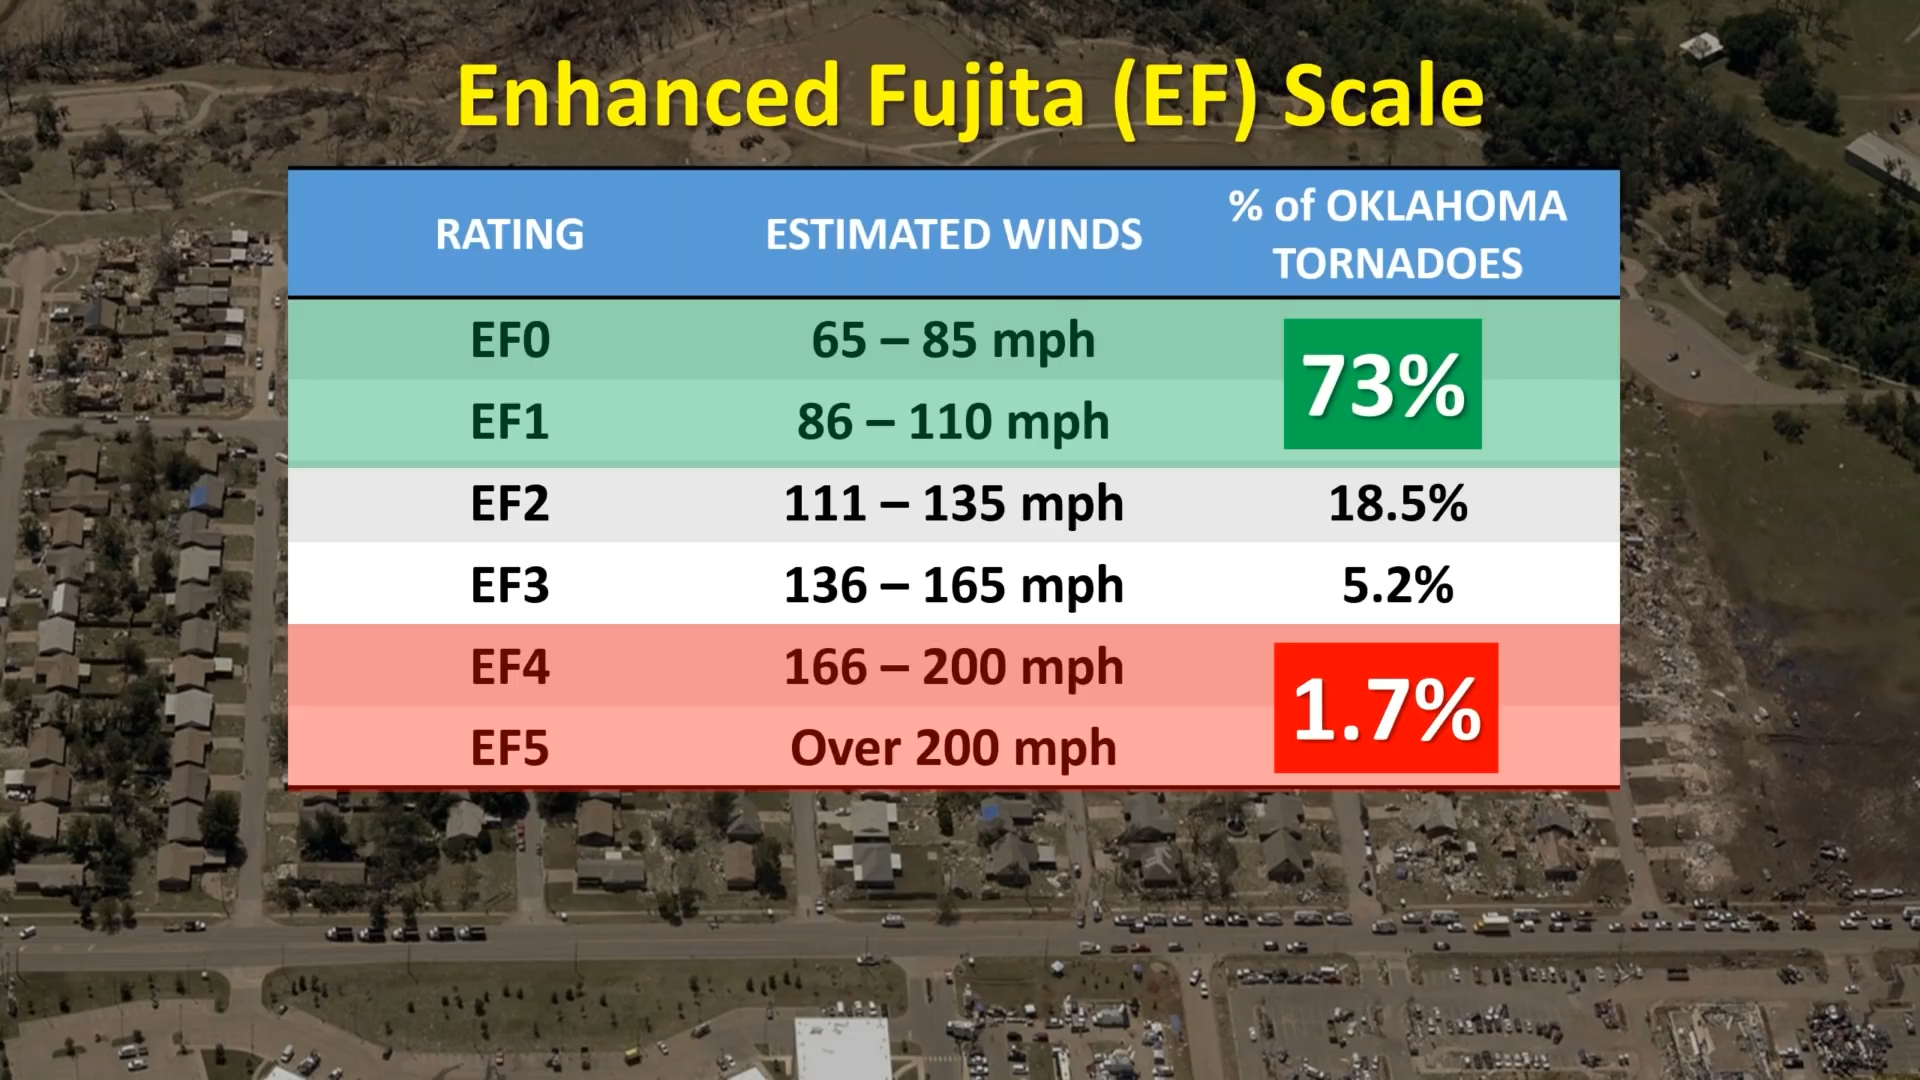 Enhanced Fujita (EF) Scale
RATING ESTIMATED WINDS % of OKLAHOMA TORNADOES
EF0 65 – 85 mph 73%
EF1 86 – 110 mph
EF2 111 – 135 mph 18.5%
EF3 136 – 165 mph 5.2%
EF4 166 – 200 mph 1.7%
EF5 Over 200 mph